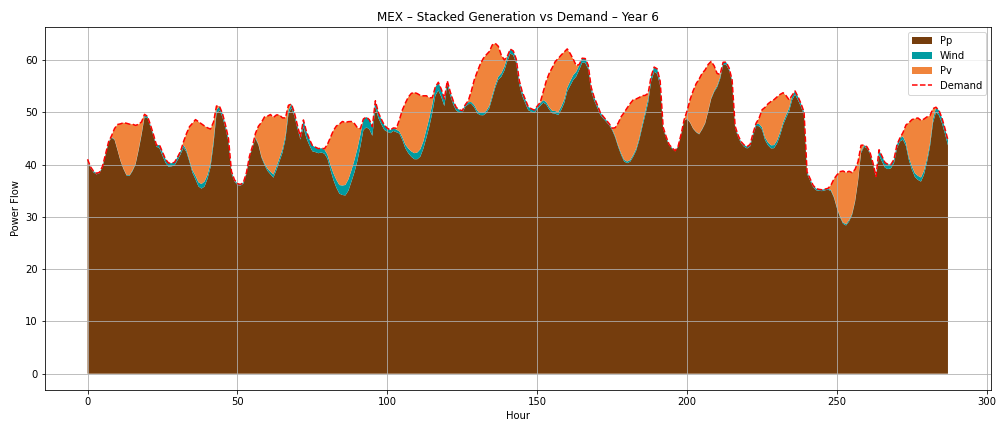 MEX – Stacked Generation vs Demand – Year 6
Pp
Wind
Pv
Demand
Power Flow
60
50
40
30
20
10
0
0 50 100 150 200 250 300
Hour